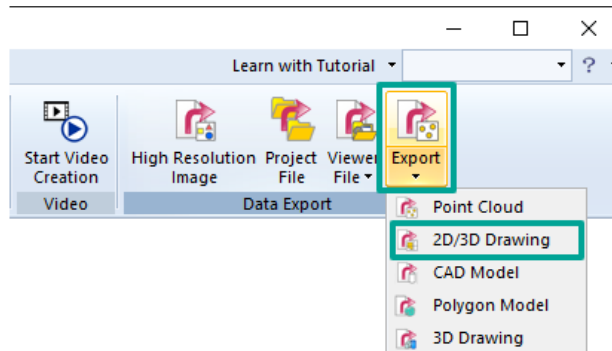 Learn with Tutorial
?
Start Video
Creation
High Resolution
Image
Project
File
Viewer
File
Export
Video
Data Export
Point Cloud
2D/3D Drawing
CAD Model
Polygon Model
3D Drawing